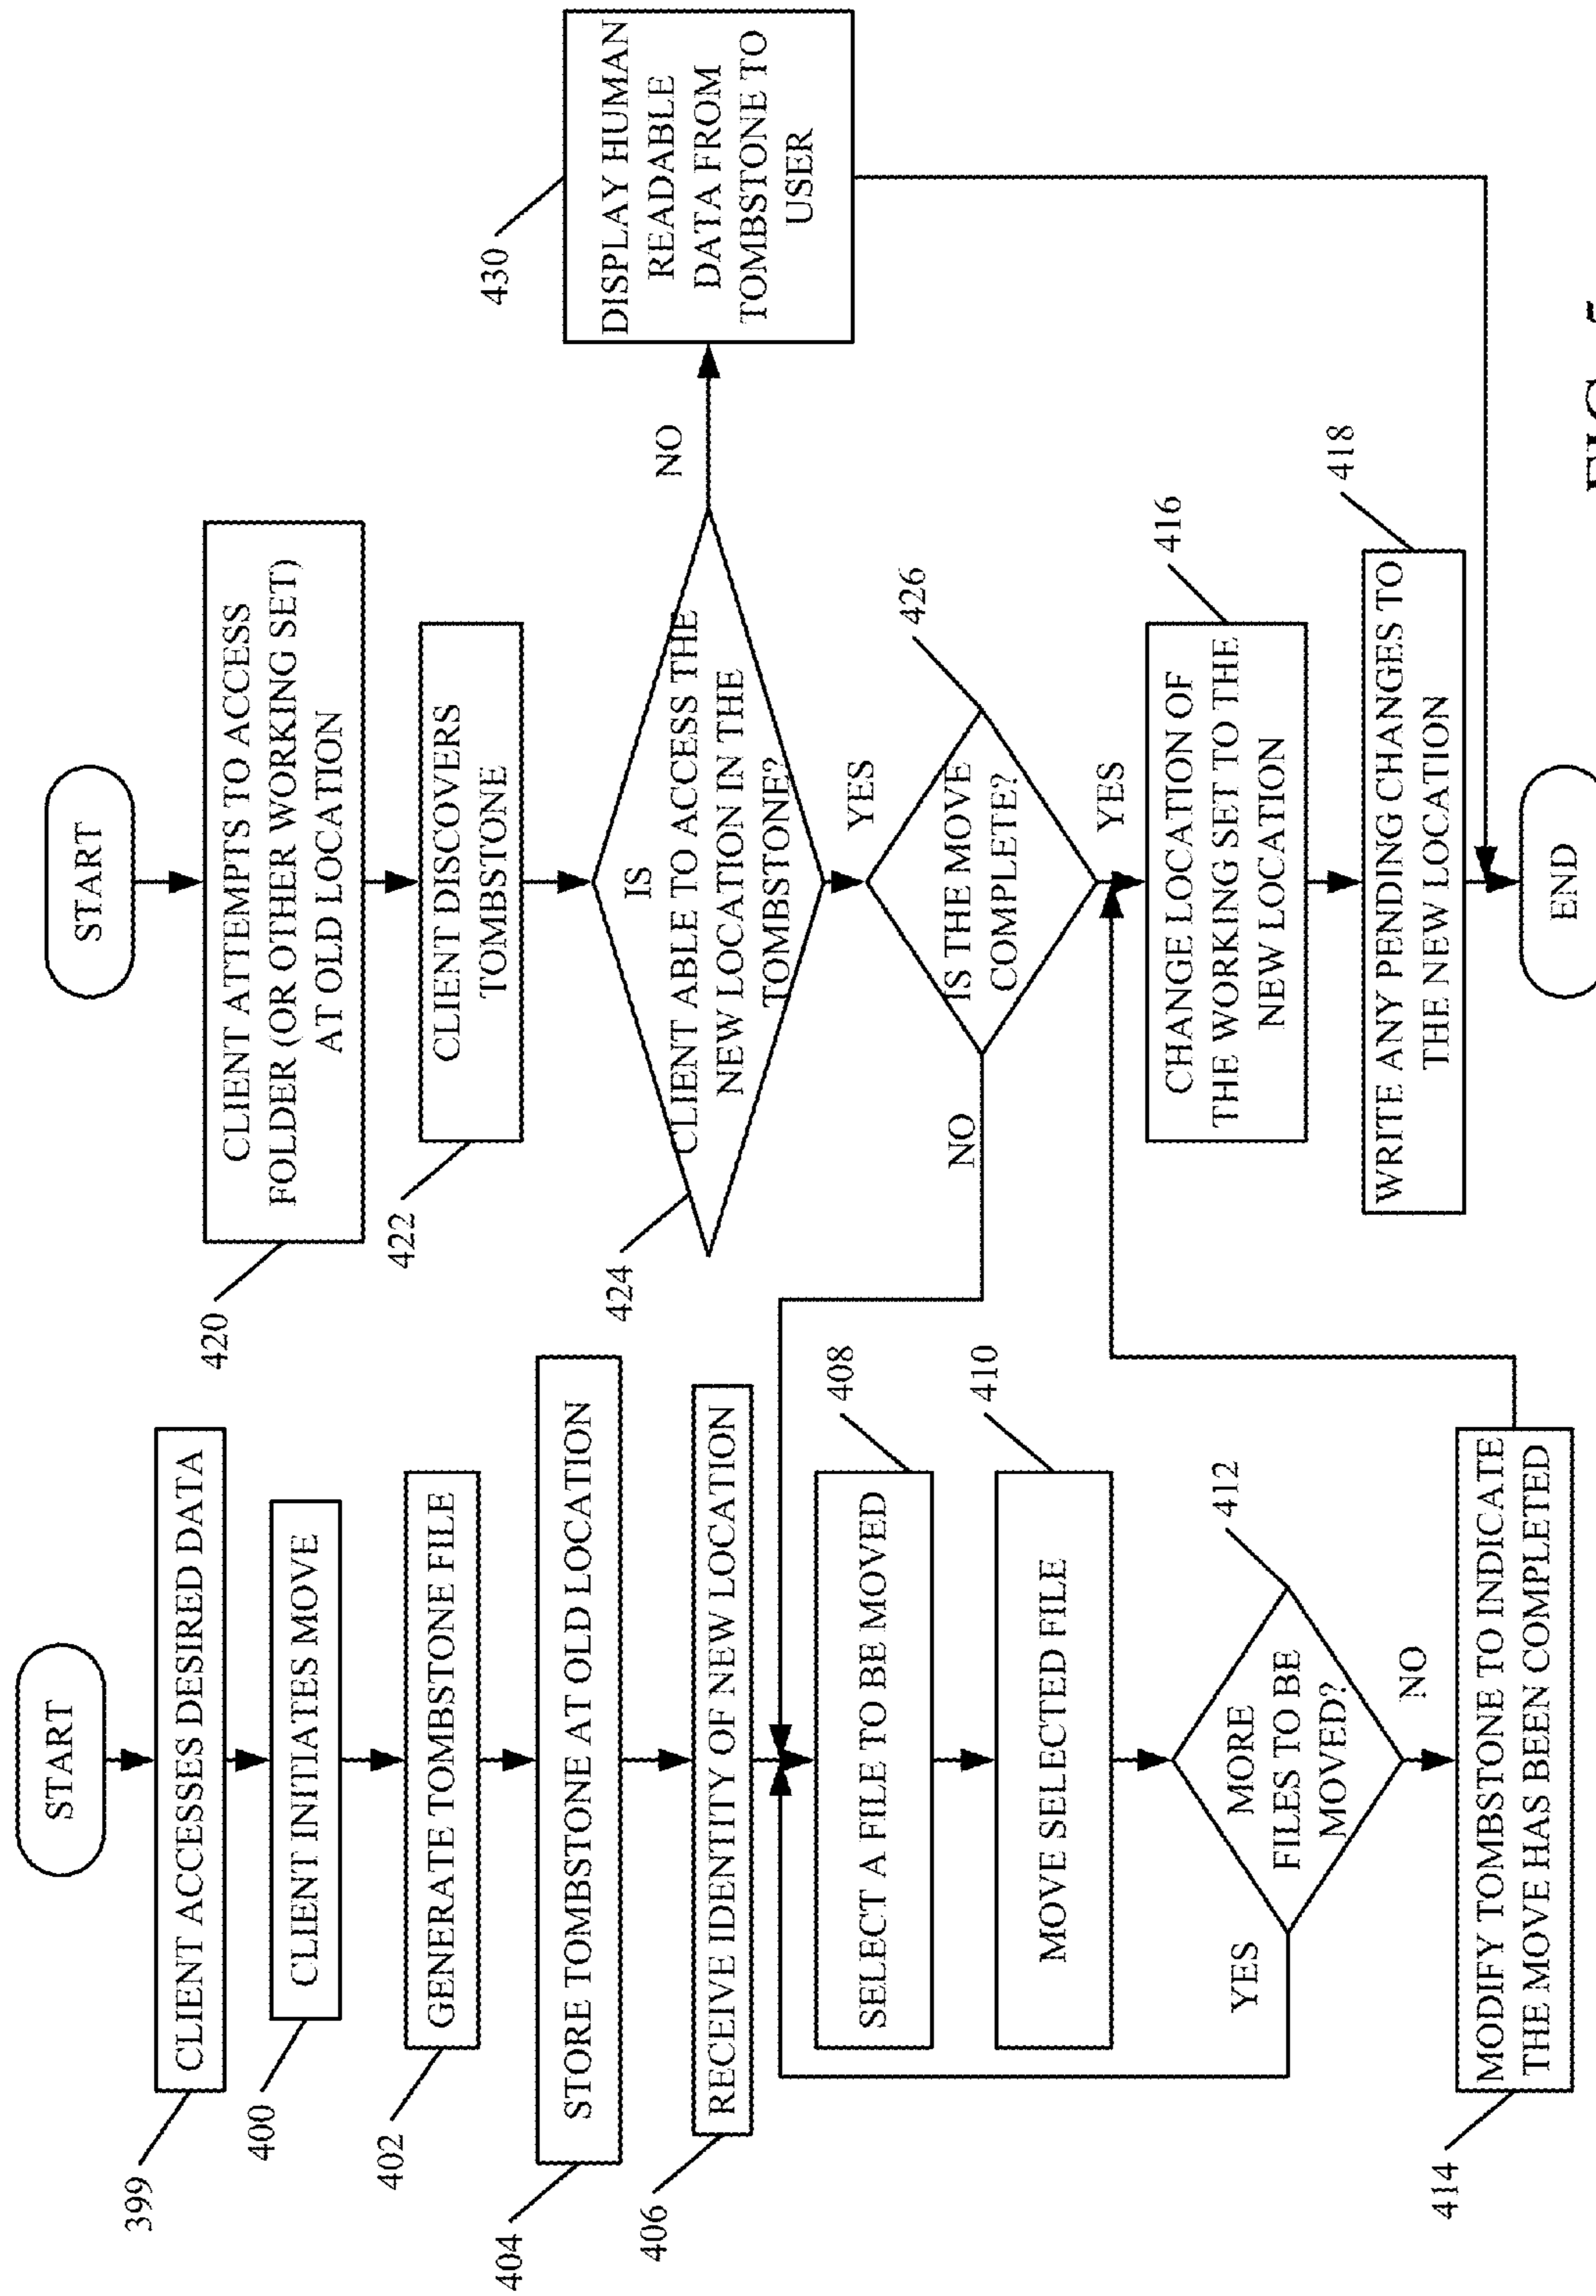 START
399
CLIENT ACCESSES DESIRED DATA
400
CLIENT INITIATES MOVE
402
GENERATE TOMBSTONE FILE
404
STORE TOMBSTONE AT OLD LOCATION
406
RECEIVE IDENTITY OF NEW LOCATION
408
SELECT A FILE TO BE MOVED
410
MOVE SELECTED FILE
412
MORE
FILES TO BE
MOVED?
YES
NO
414
MODIFY TOMBSTONE TO INDICATE
THE MOVE HAS BEEN COMPLETED
START
420
CLIENT ATTEMPTS TO ACCESS
FOLDER (OR OTHER WORKING SET)
AT OLD LOCATION
422
CLIENT DISCOVERS
TOMBSTONE
424
IS
CLIENT ABLE TO ACCESS THE
NEW LOCATION IN THE
TOMBSTONE?
NO
430
DISPLAY HUMAN
READABLE
DATA FROM
TOMBSTONE TO
USER
YES
426
IS THE MOVE
COMPLETE?
NO
YES
416
CHANGE LOCATION OF
THE WORKING SET TO THE
NEW LOCATION
418
WRITE ANY PENDING CHANGES TO
THE NEW LOCATION
END